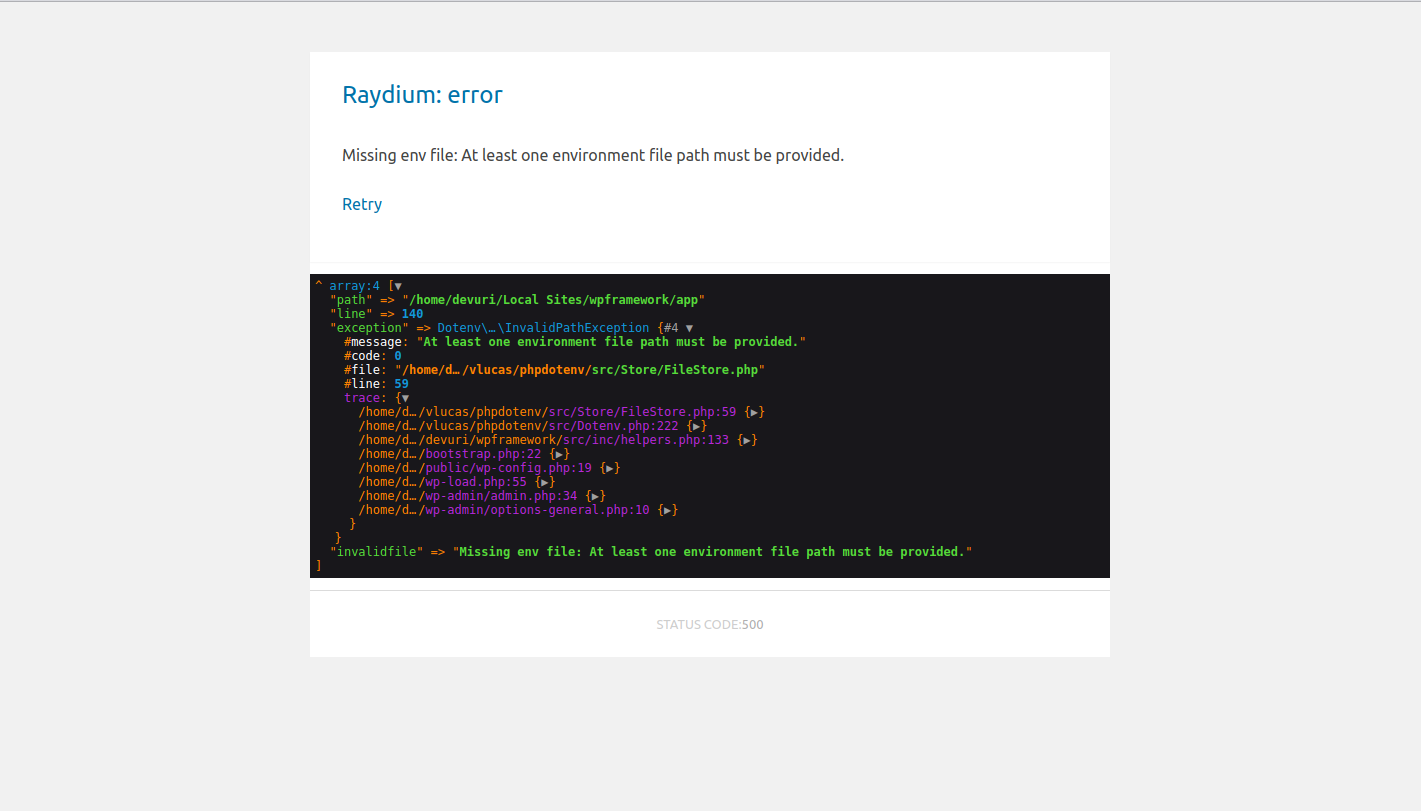 Raydium: error
Missing env file: At least one environment file path must be provided.
Retry
^ array:4 [▼
"path" => "/home/devuri/Local Sites/wpframework/app"
"line" => 140
"exception" => Dotenv\…\InvalidPathException {#4 ▼
#message: "At least one environment file path must be provided."
#code: 0
#file: "/home/d…/vlucas/phpdotenv/src/Store/FileStore.php"
#line: 59
trace: {▼
/home/d…/vlucas/phpdotenv/src/Store/FileStore.php:59 {▶}
/home/d…/vlucas/phpdotenv/src/Dotenv.php:222 {▶}
/home/d…/devuri/wpframework/src/inc/helpers.php:133 {▶}
/home/d…/bootstrap.php:22 {▶}
/home/d…/public/wp-config.php:19 {▶}
/home/d…/wp-load.php:55 {▶}
/home/d…/wp-admin/admin.php:34 {▶}
/home/d…/wp-admin/options-general.php:10 {▶}
}
}
"invalidfile" => "Missing env file: At least one environment file path must be provided."
]
STATUS CODE:500